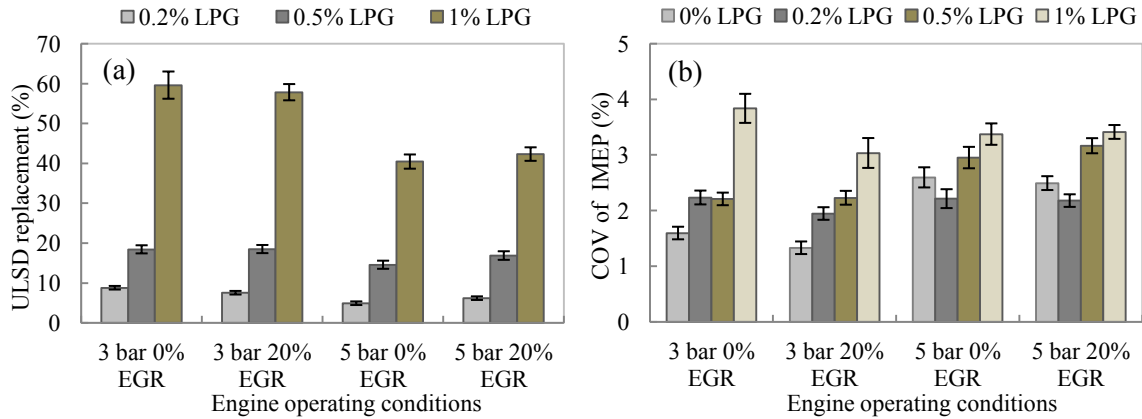 0.2% LPG 0.5% LPG 1% LPG
70
60
50
40
30
20
10
0
(a)
ULSD replacement (%)
3 bar 0% EGR
3 bar 20% EGR
5 bar 0% EGR
5 bar 20% EGR
Engine operating conditions
0% LPG 0.2% LPG 0.5% LPG 1% LPG
5
4
3
2
1
0
(b)
COV of IMEP (%)
3 bar 0% EGR
3 bar 20% EGR
5 bar 0% EGR
5 bar 20% EGR
Engine operating conditions